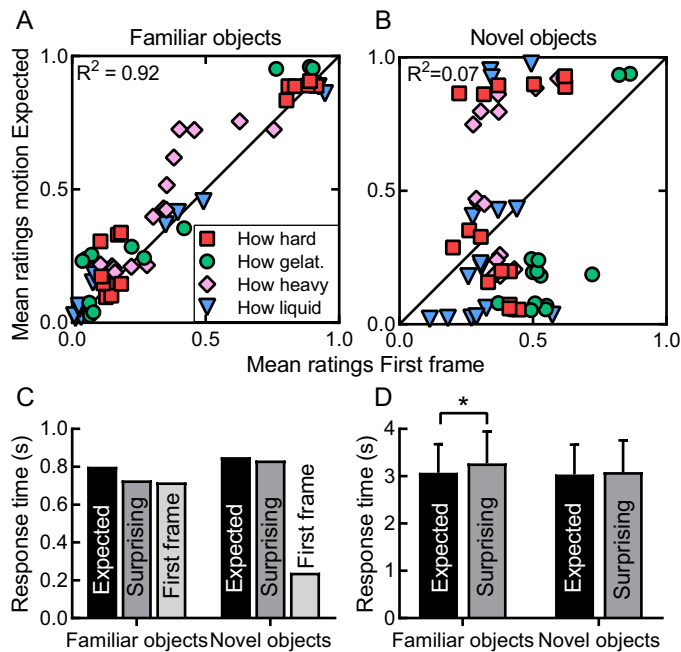 A
Familiar objects
R² = 0.92
Mean ratings motion Expected
1.0
0.5
0.0
0.0
0.5
1.0
How hard
How gelat.
How heavy
How liquid
B
Novel objects
R²=0.07
1.0
0.5
0.0
0.0
0.5
1.0
Mean ratings First frame
C
Response time (s)
1.0
0.8
0.6
0.4
0.2
0.0
Expected
Surprising
First frame
Expected
Surprising
First frame
Familiar objects
Novel objects
D
Response time (s)
4
3
2
1
0
*
Expected
Surprising
Expected
Surprising
Familiar objects
Novel objects